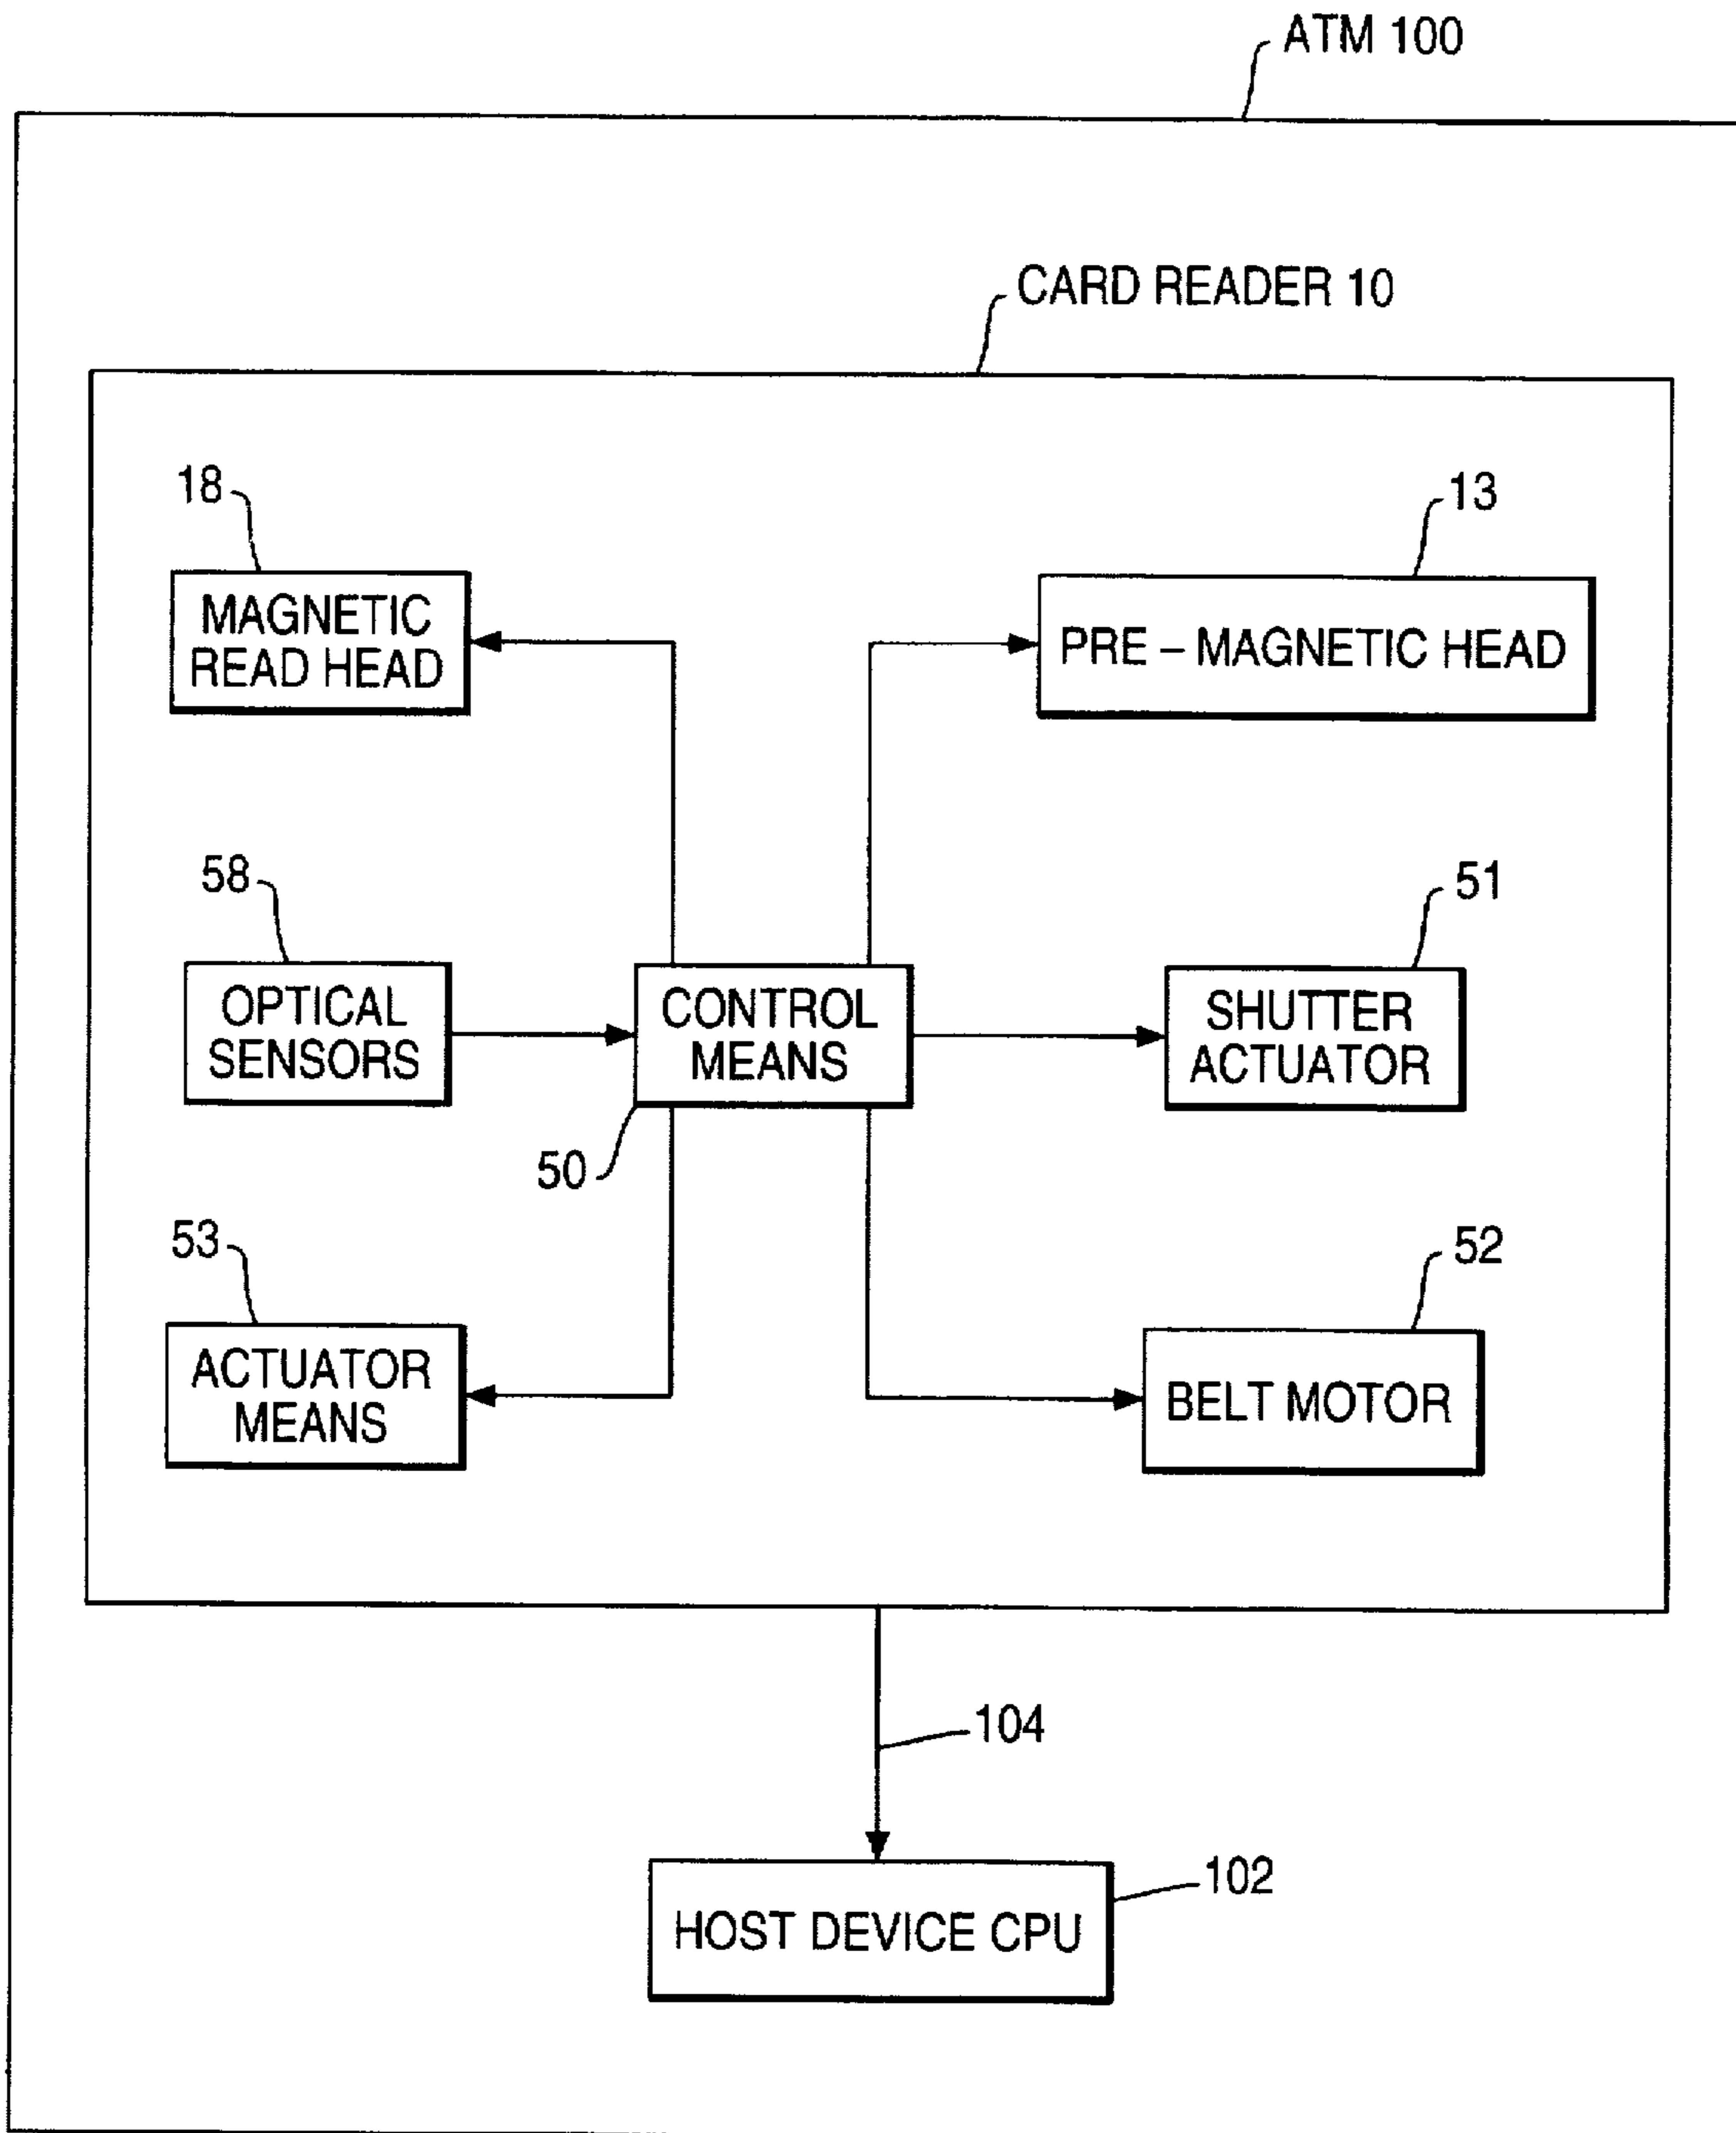 ATM 100
CARD READER 10
18
MAGNETIC
READ HEAD
13
PRE – MAGNETIC HEAD
58
OPTICAL
SENSORS
CONTROL
MEANS
50
51
SHUTTER
ACTUATOR
53
ACTUATOR
MEANS
52
BELT MOTOR
104
102
HOST DEVICE CPU